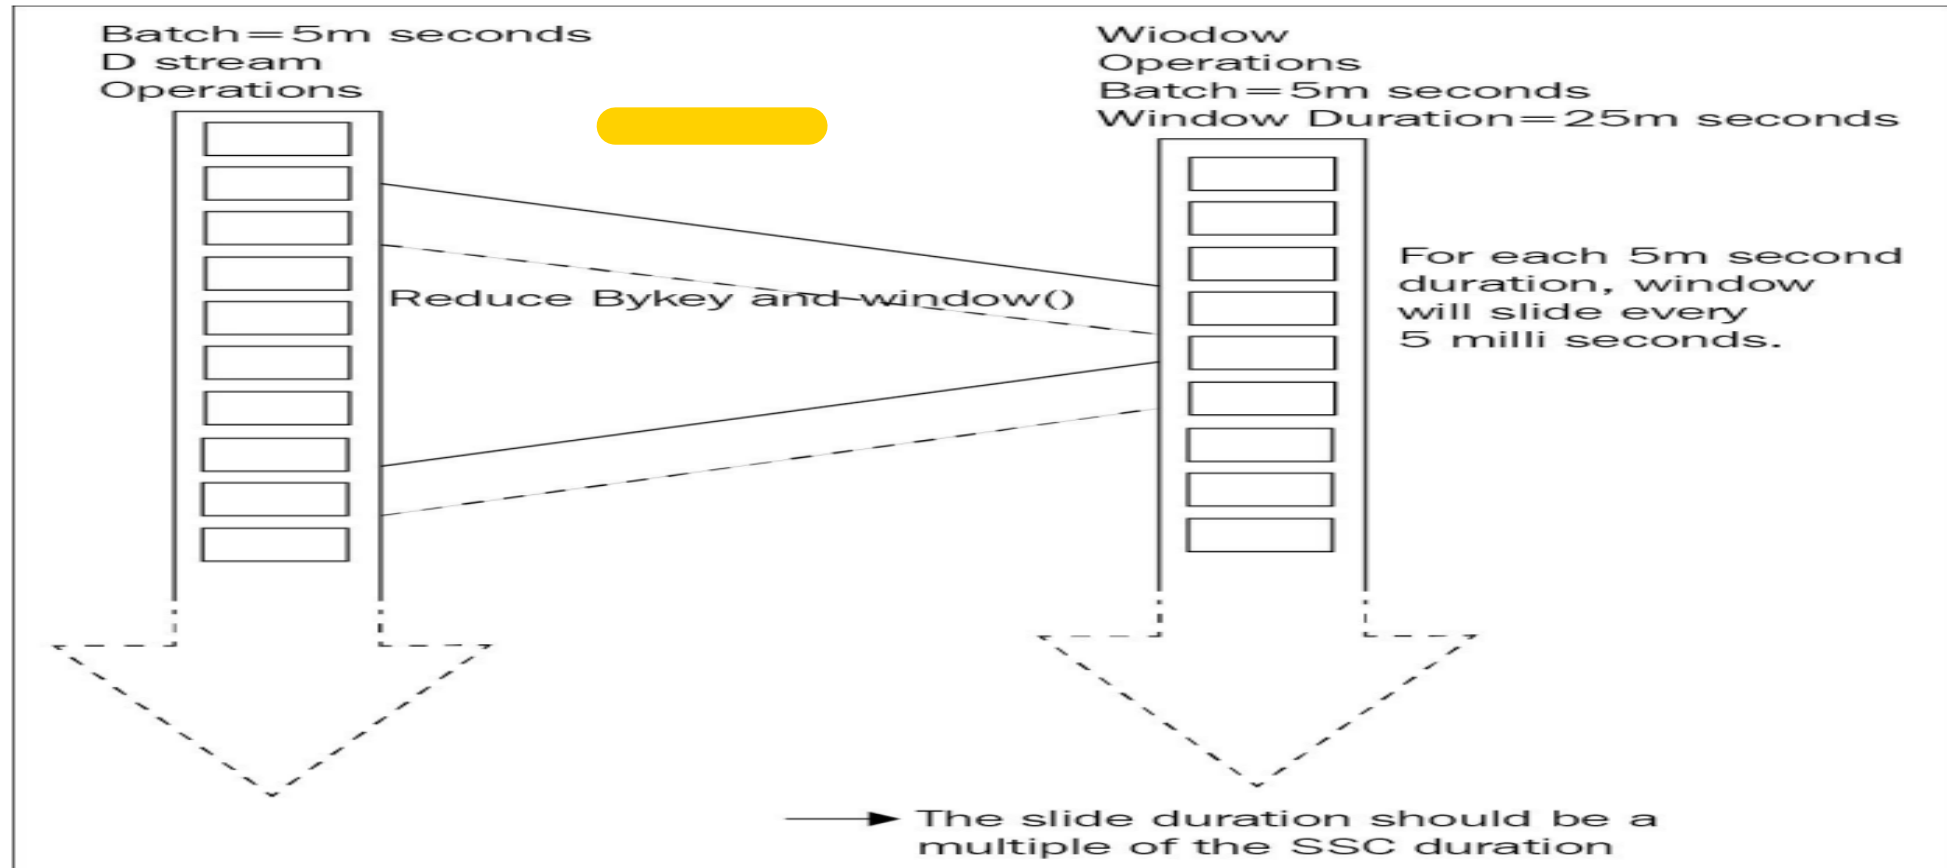 Batch=5m seconds
D stream
Operations
Wiodow
Operations
Batch=5m seconds
Window Duration=25m seconds
Reduce Bykey and window()
For each 5m second
duration, window
will slide every
5 milli seconds.
The slide duration should be a
multiple of the SSC duration